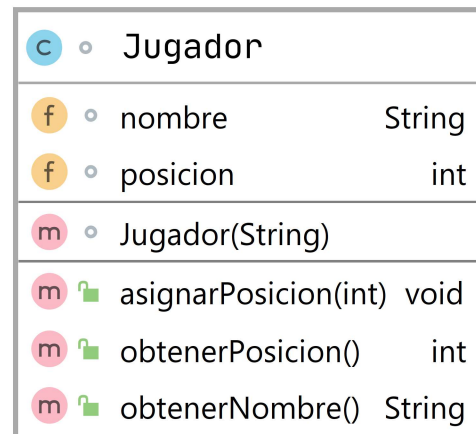 C Jugador
f nombre String
f posicion int
m Jugador(String)
m asignarPosicion(int) void
m obtenerPosicion() int
m obtenerNombre() String